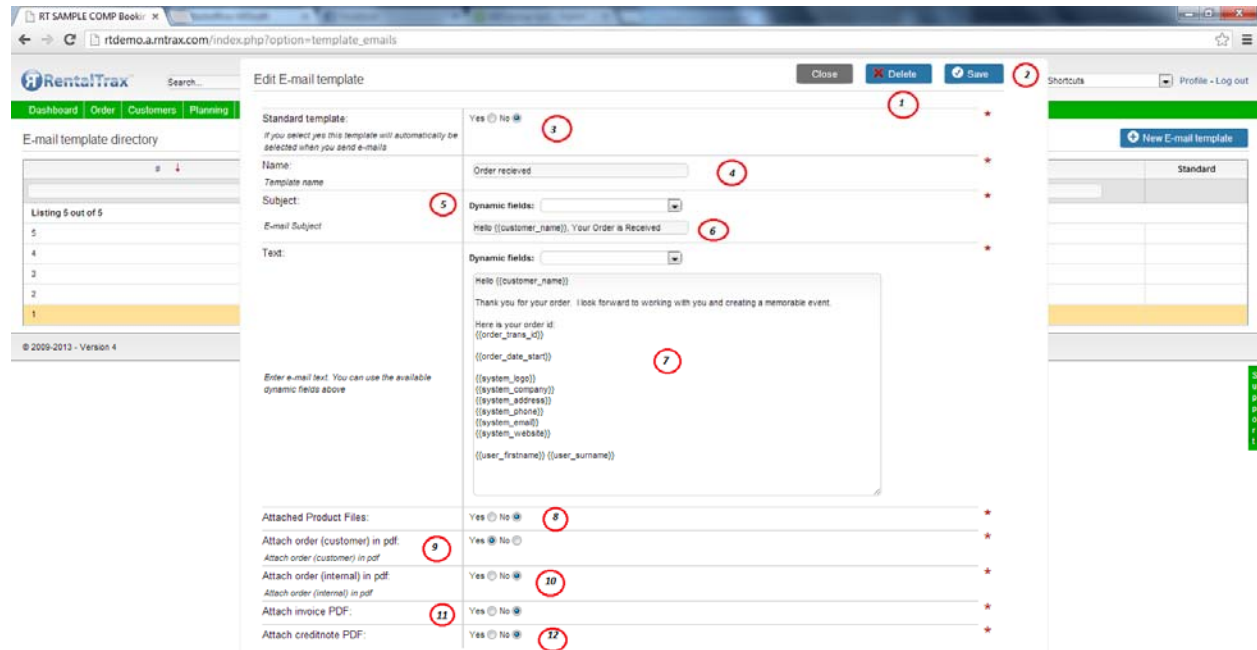 RT SAMPLE COMP Bookir
rtdemo.a.rntrax.com/index.php?option=template_emails
RentalTrax
Search...
Edit E-mail template
Close
Delete
Save
2
Shortcuts
Profile - Log out
1
Dashboard Order Customers Planning
E-mail template directory
New E-mail template
#
Standard
Listing 5 out of 5
5
4
3
2
1
© 2009-2013 - Version 4
Standard template:
If you select yes this template will automatically be
selected when you send e-mails
Yes No
3
*
Name:
Template name
Order recieved
4
*
Subject:
E-mail Subject
5
Dynamic fields:
Hello {{customer_name}}, Your Order is Received
6
*
Text:
Enter e-mail text. You can use the available
dynamic fields above
Dynamic fields:
*
Hello {{customer_name}}
Thank you for your order. I look forward to working with you and creating a memorable event.
Here is your order id:
{{order_trans_id}}
{{order_date_start}}
7
{{system_logo}}
{{system_company}}
{{system_address}}
{{system_phone}}
{{system_email}}
{{system_website}}
{{user_firstname}} {{user_surname}}
Attached Product Files:
Yes No
8
*
Attach order (customer) in pdf:
Attach order (customer) in pdf
9
Yes No
*
Attach order (internal) in pdf:
Attach order (internal) in pdf
Yes No
10
*
Attach invoice PDF:
11
Yes No
*
Attach creditnote PDF:
Yes No
12
*
Support